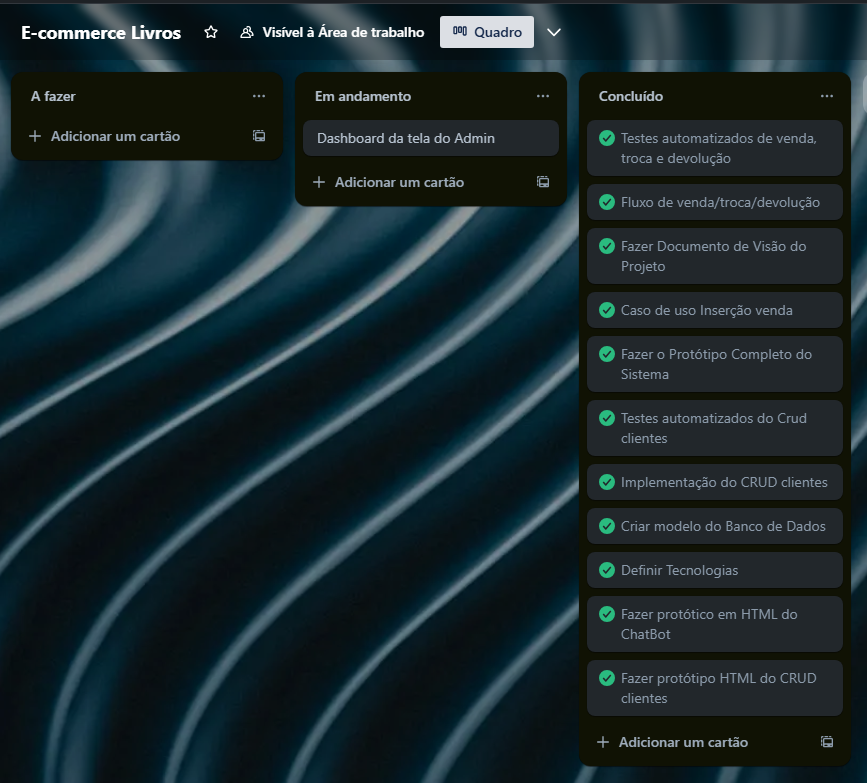 E-commerce Livros
Visível à Área de trabalho
Quadro
A fazer
Adicionar um cartão
Em andamento
Dashboard da tela do Admin
Adicionar um cartão
Concluído
Testes automatizados de venda,
troca e devolução
Fluxo de venda/troca/devolução
Fazer Documento de Visão do
Projeto
Caso de uso Inserção venda
Fazer o Protótipo Completo do
Sistema
Testes automatizados do Crud
clientes
Implementação do CRUD clientes
Criar modelo do Banco de Dados
Definir Tecnologias
Fazer protótico em HTML do
ChatBot
Fazer protótipo HTML do CRUD
clientes
Adicionar um cartão